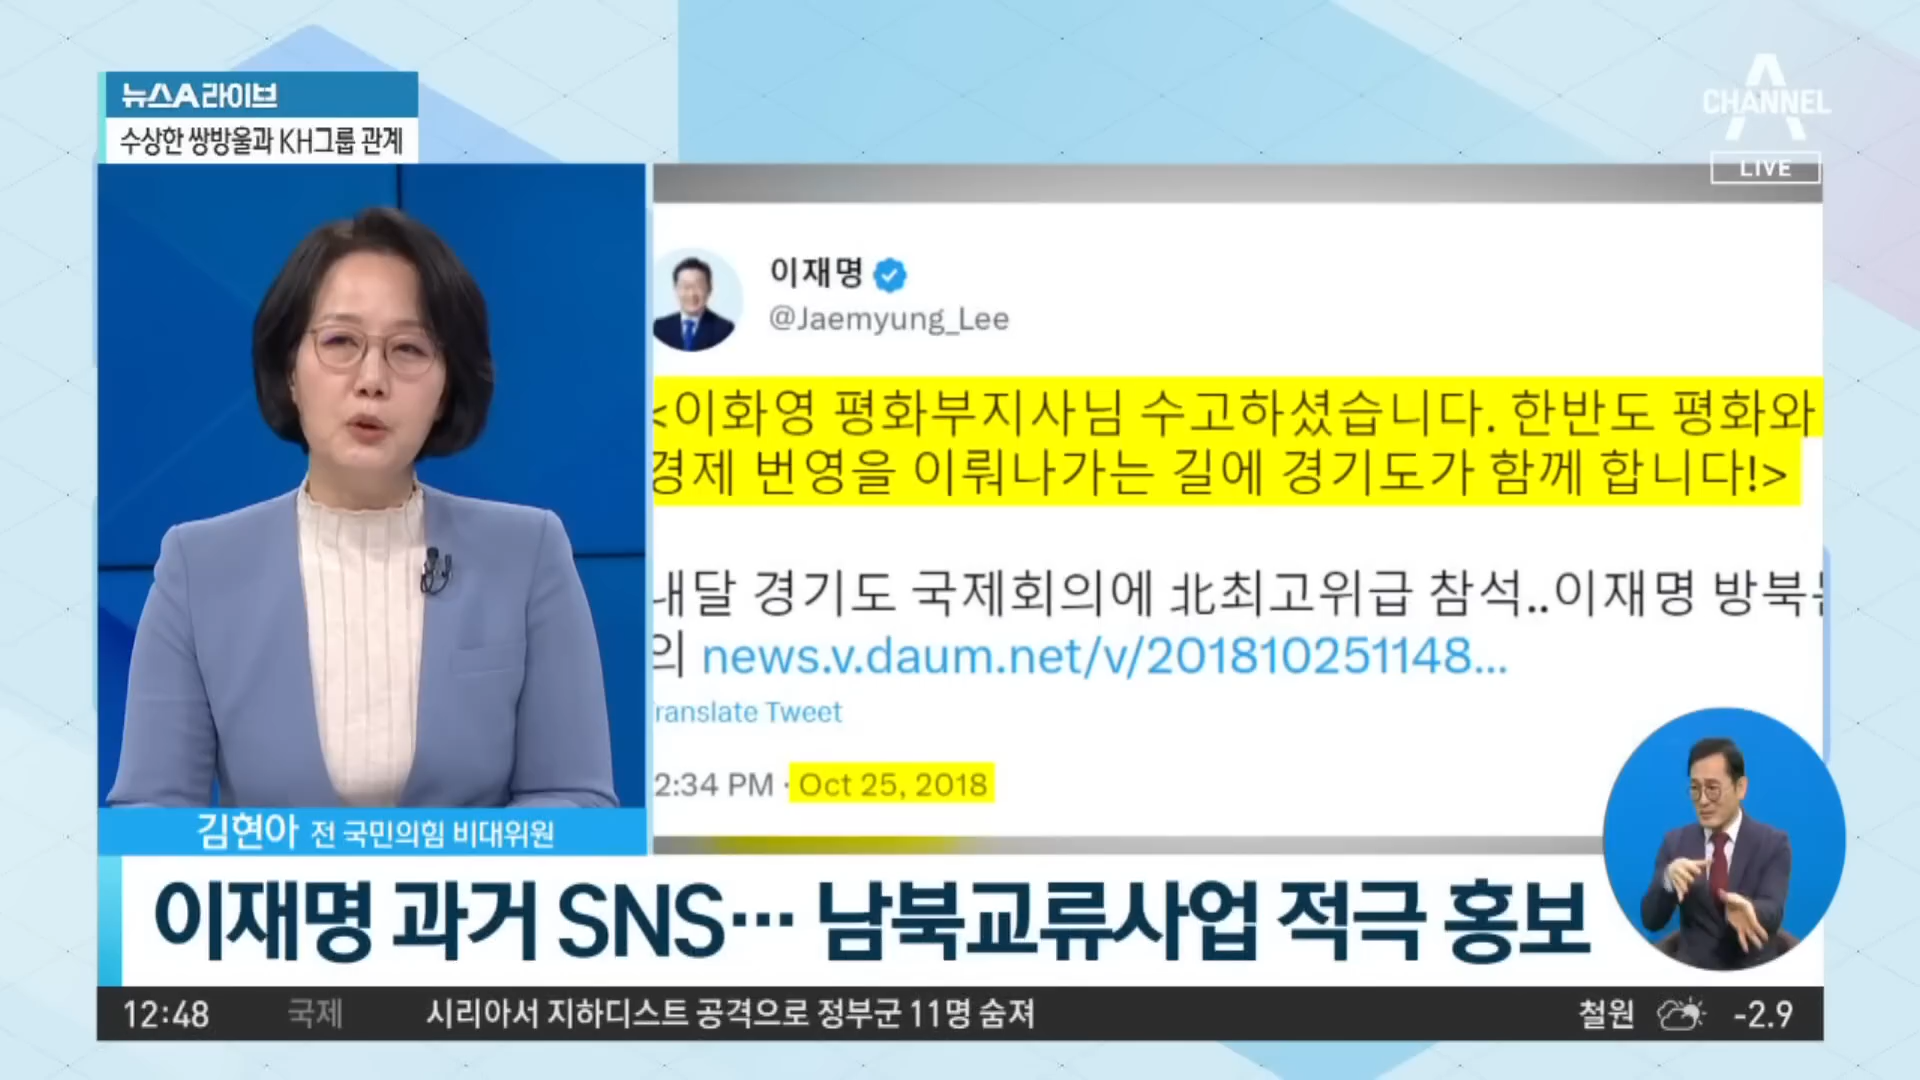 뉴스A라이브
수상한 쌍방울과 KH그룹 관계
CHANNEL A
LIVE
이재명
@Jaemyung_Lee
<이화영 평화부지사님 수고하셨습니다. 한반도 평화와
경제 번영을 이뤄나가는 길에 경기도가 함께 합니다!>
내달 경기도 국제회의에 北최고위급 참석..이재명 방북
의 news.v.daum.net/v/201810251148...
ranslate Tweet
2:34 PM · Oct 25, 2018
김현아 전 국민의힘 비대위원
이재명 과거 SNS… 남북교류사업 적극 홍보
12:48 국제 시리아서 지하디스트 공격으로 정부군 11명 숨져 철원 -2.9